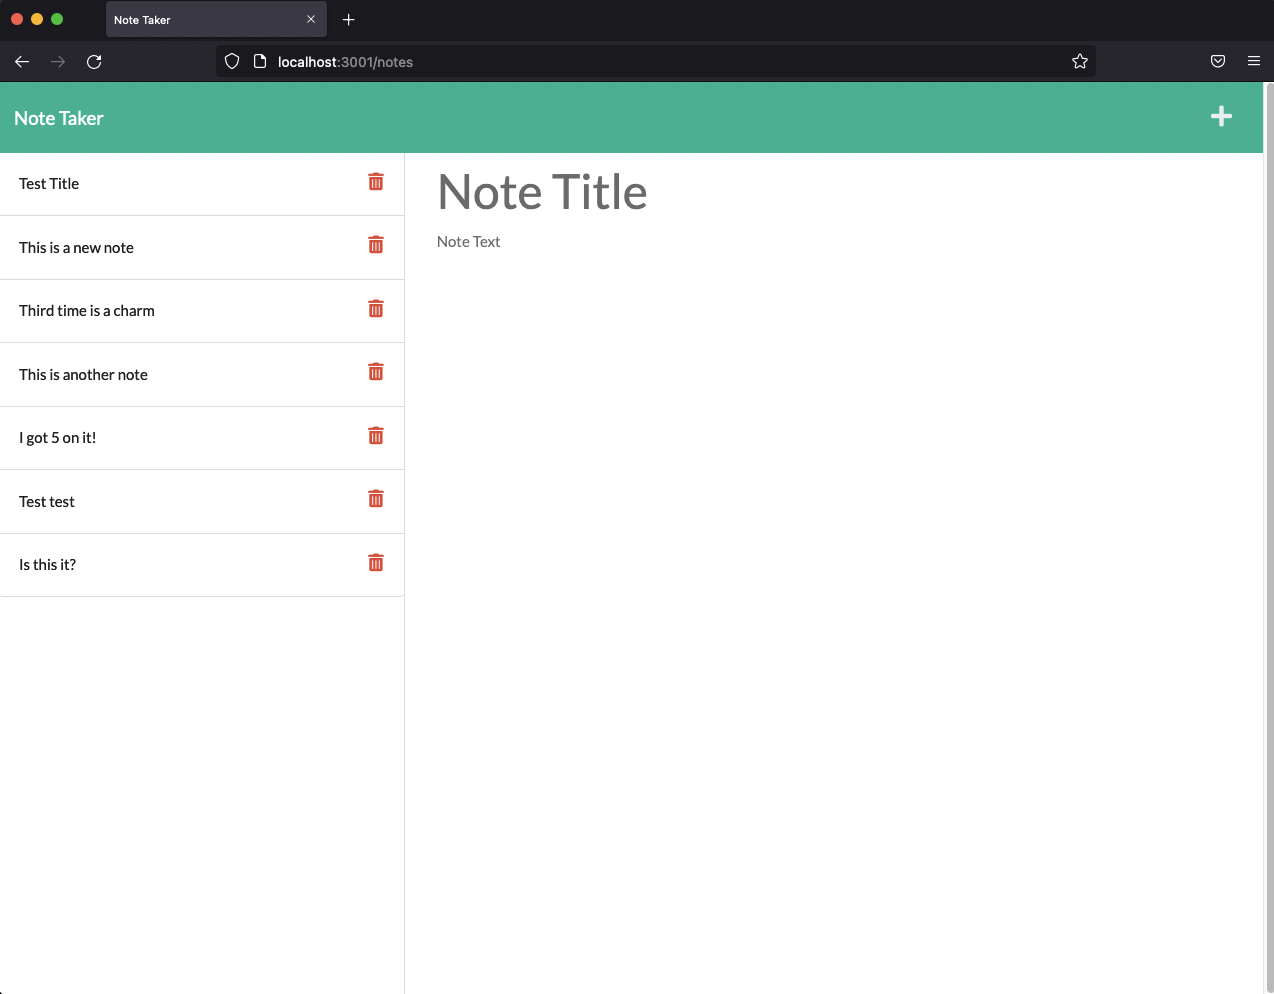 Note Taker
localhost:3001/notes
Note Taker
Test Title
This is a new note
Third time is a charm
This is another note
I got 5 on it!
Test test
Is this it?
Note Title
Note Text